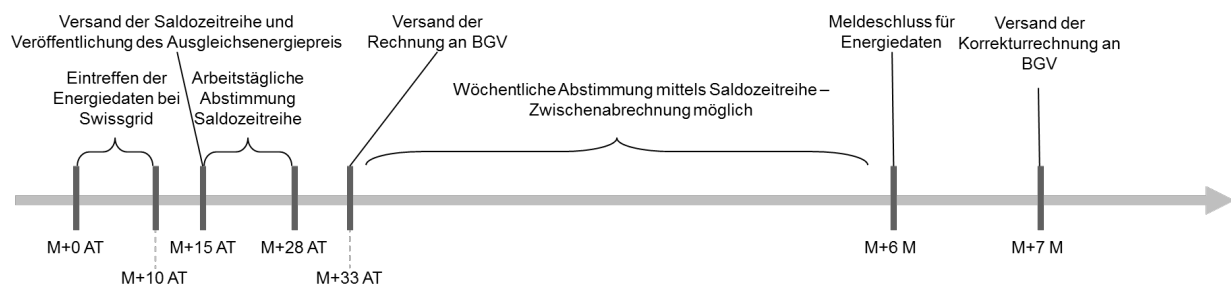 Versand der Saldozeitreihe und
Veröffentlichung des Ausgleichsenergiepreis
Versand der
Rechnung an BGV
Meldeschluss für
Energiedaten
Versand der
Korrekturrechnung an
BGV
Eintreffen der
Energiedaten bei
Swissgrid
Arbeitstägliche
Abstimmung
Saldozeitreihe
Wöchentliche Abstimmung mittels Saldozeitreihe –
Zwischenabrechnung möglich
M+0 AT
M+10 AT
M+15 AT
M+28 AT
M+33 AT
M+6 M
M+7 M